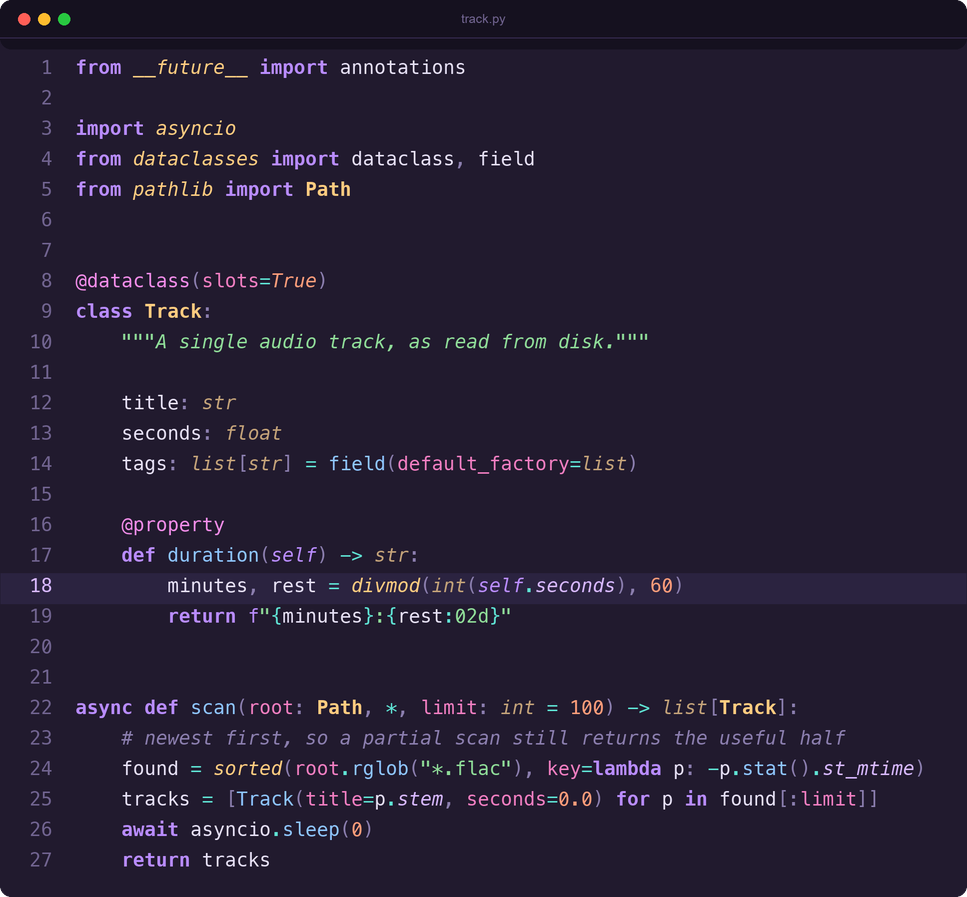 track.py
1 from __future__ import annotations
2
3 import asyncio
4 from dataclasses import dataclass, field
5 from pathlib import Path
6
7
8 @dataclass(slots=True)
9 class Track:
10     """A single audio track, as read from disk."""
11
12     title: str
13     seconds: float
14     tags: list[str] = field(default_factory=list)
15
16     @property
17     def duration(self) -> str:
18         minutes, rest = divmod(int(self.seconds), 60)
19         return f"{minutes}:{rest:02d}"
20
21
22 async def scan(root: Path, *, limit: int = 100) -> list[Track]:
23     # newest first, so a partial scan still returns the useful half
24     found = sorted(root.rglob("*.flac"), key=lambda p: -p.stat().st_mtime)
25     tracks = [Track(title=p.stem, seconds=0.0) for p in found[:limit]]
26     await asyncio.sleep(0)
27     return tracks